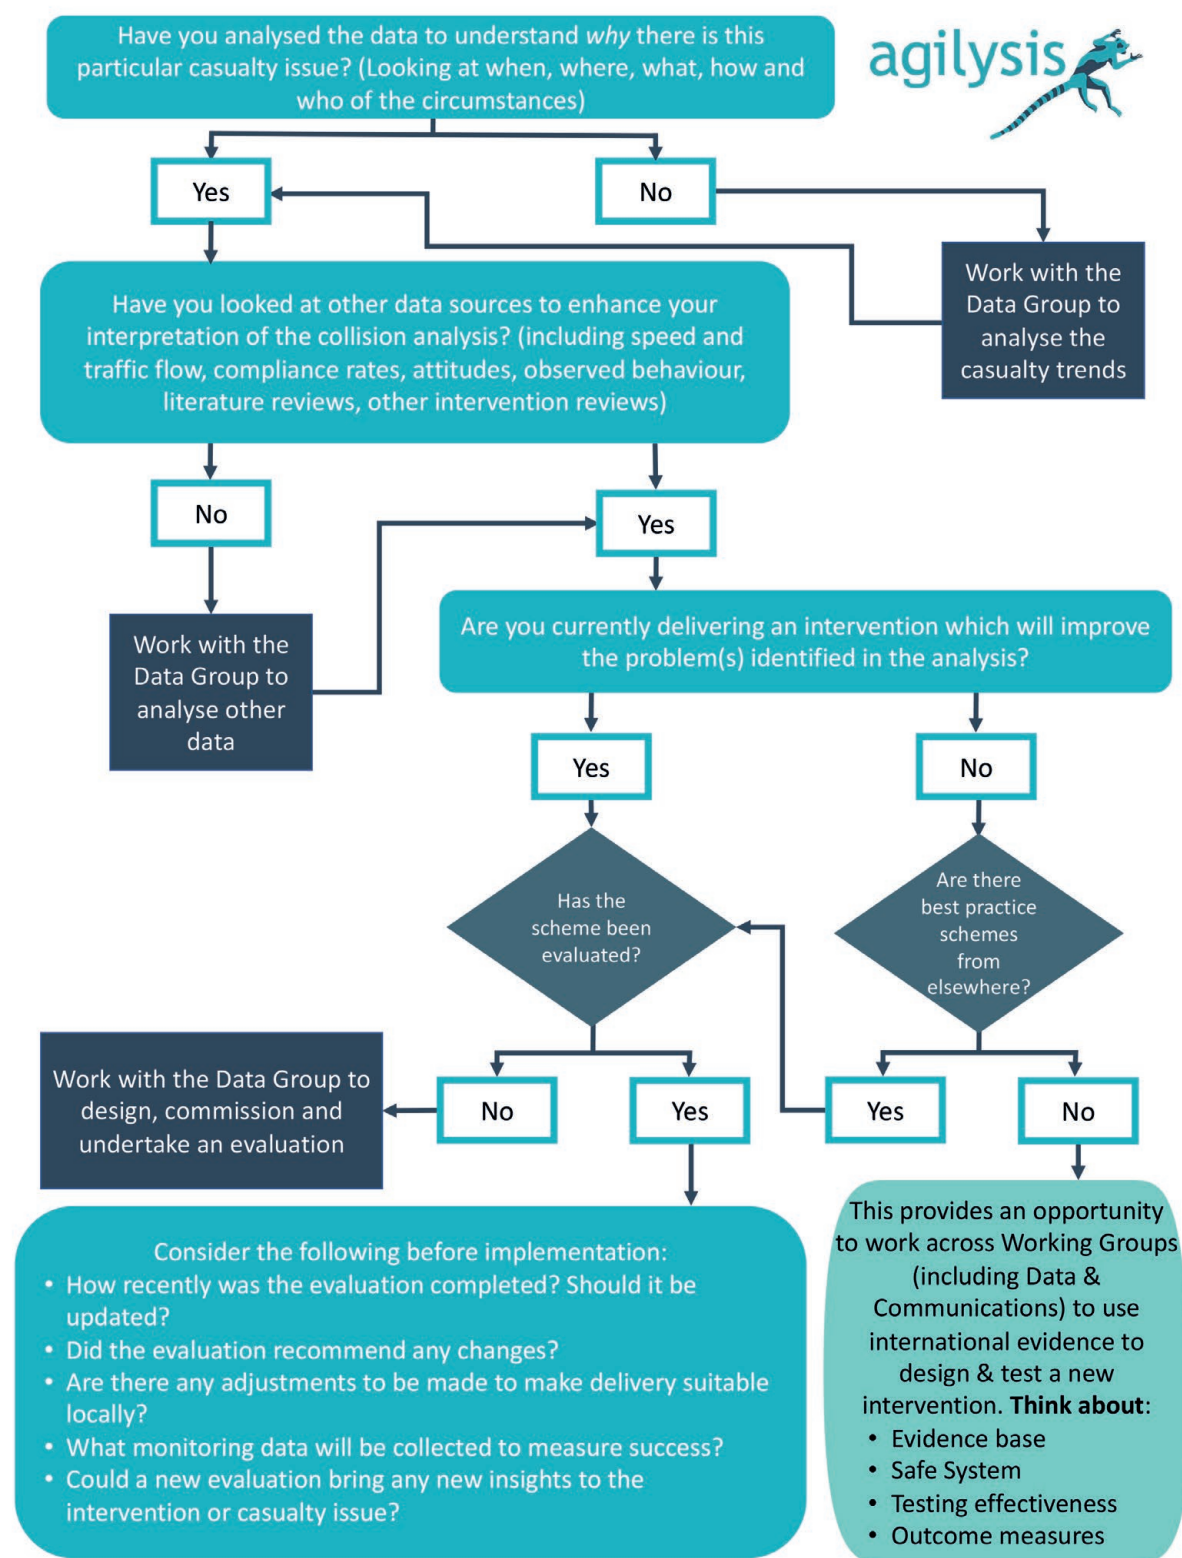 Have you analysed the data to understand why there is this
particular casualty issue? (Looking at when, where, what, how and
who of the circumstances)
agilysis
Yes
No
Work with the
Data Group to
analyse the
casualty trends
Have you looked at other data sources to enhance your
interpretation of the collision analysis? (including speed and
traffic flow, compliance rates, attitudes, observed behaviour,
literature reviews, other intervention reviews)
No
Yes
Work with the
Data Group to
analyse other
data
Are you currently delivering an intervention which will improve
the problem(s) identified in the analysis?
Yes
No
Has the
scheme been
evaluated?
Are there
best practice
schemes
from
elsewhere?
Work with the Data Group to
design, commission and
undertake an evaluation
No
Yes
Yes
No
Consider the following before implementation:
• How recently was the evaluation completed? Should it be
updated?
• Did the evaluation recommend any changes?
• Are there any adjustments to be made to make delivery suitable
locally?
• What monitoring data will be collected to measure success?
• Could a new evaluation bring any new insights to the
intervention or casualty issue?
This provides an opportunity
to work across Working Groups
(including Data &
Communications) to use
international evidence to
design & test a new
intervention. Think about:
• Evidence base
• Safe System
• Testing effectiveness
• Outcome measures